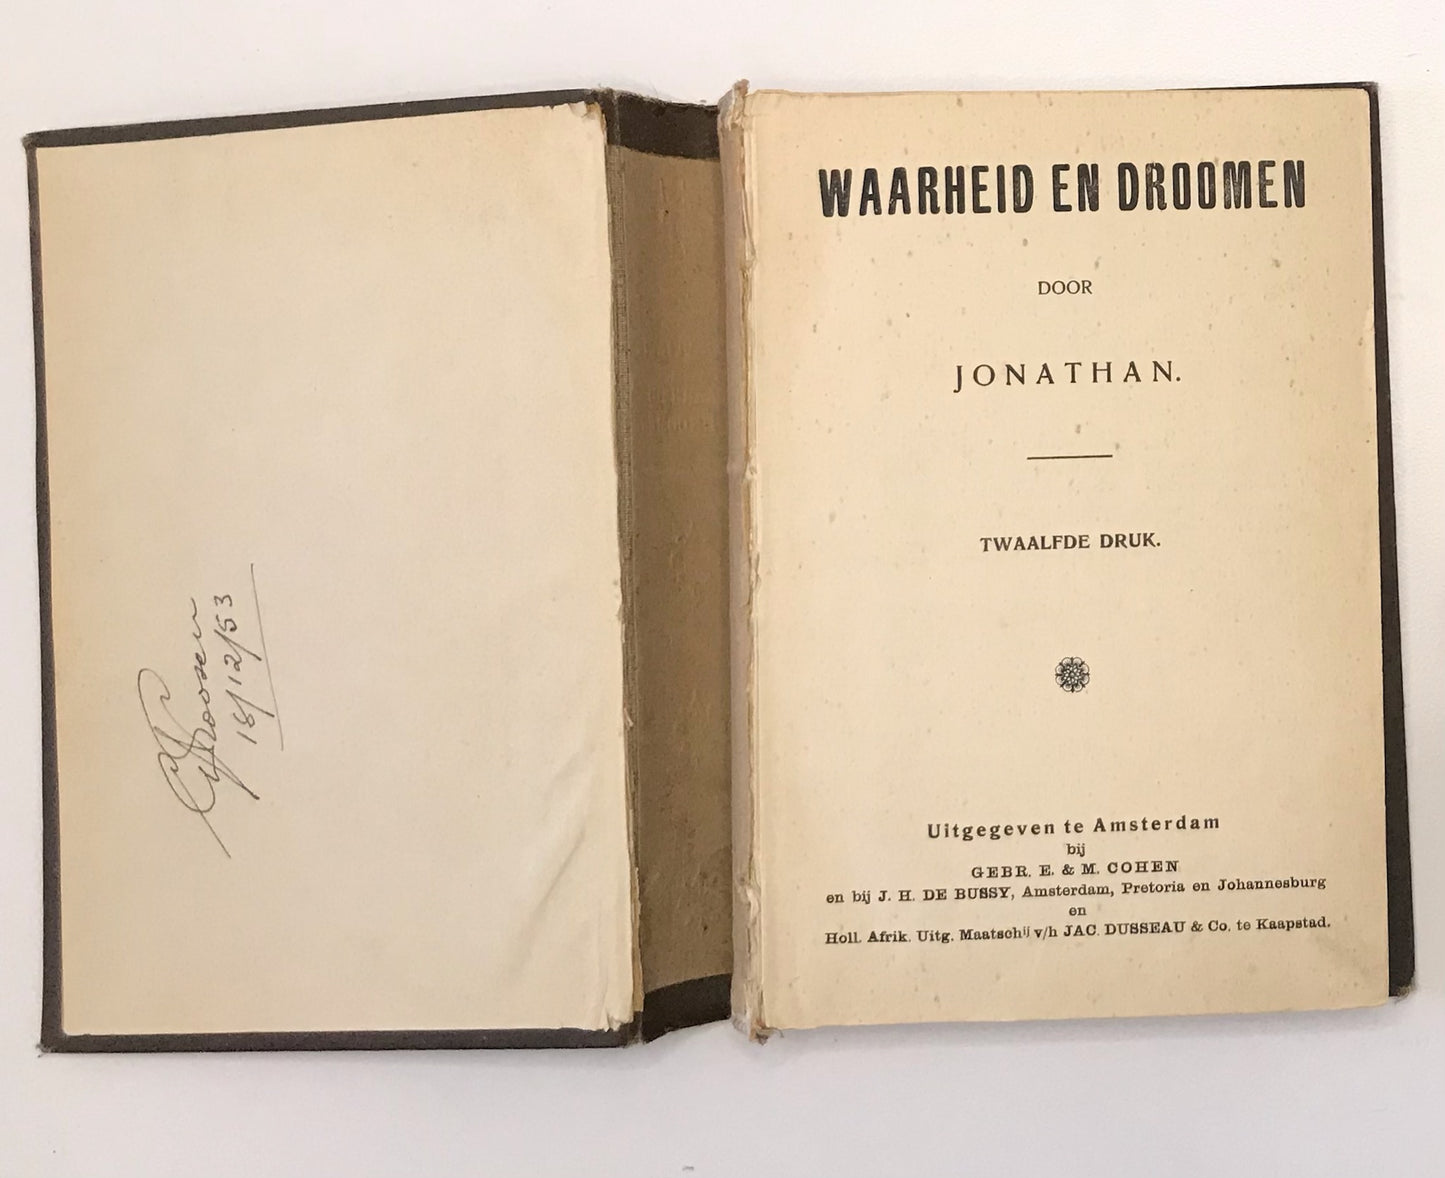 18/12/53
WAARHEID EN DROOMEN
DOOR
JONATHAN.
TWAALFDE DRUK.
Uitgegeven te Amsterdam
bij
GEBR. E. & M. COHEN
en bij J. H. DE BUSSY, Amsterdam, Pretoria en Johannesburg
en
Holl. Afrik. Uitg. Maatschij v/h JAC. DUSSEAU & Co. te Kaapstad.